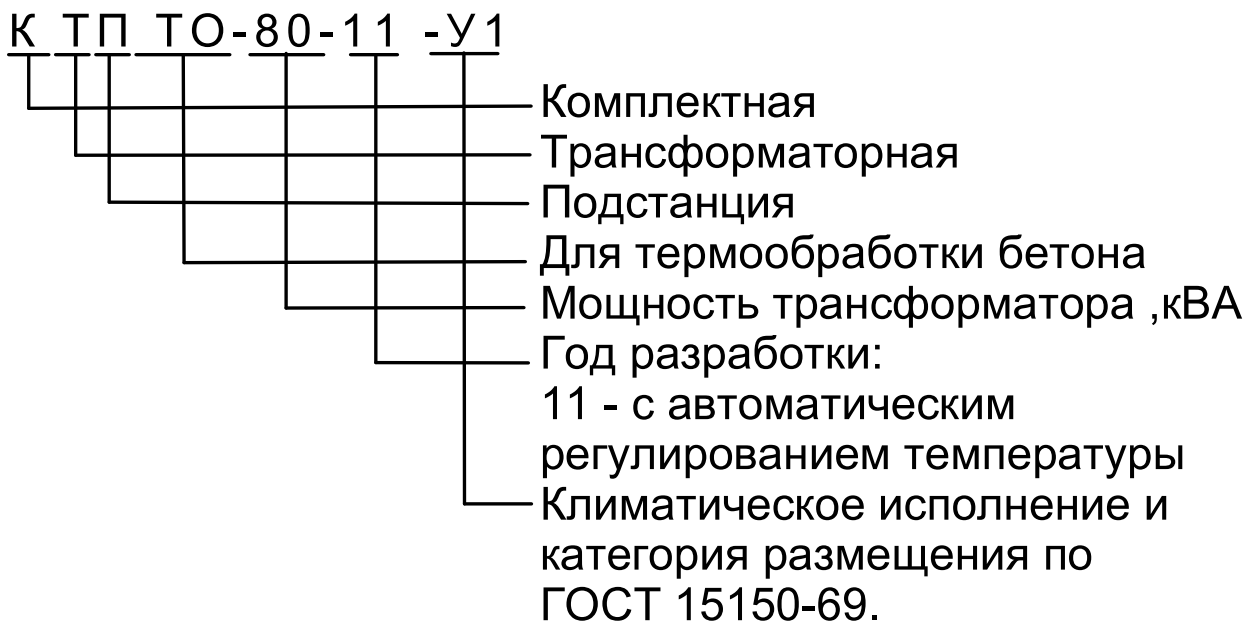 К ТП ТО-80-11 -У1
Комплектная
Трансформаторная
Подстанция
Для термообработки бетона
Мощность трансформатора ,кВА
Год разработки:
11 - с автоматическим
регулированием температуры
Климатическое исполнение и
категория размещения по
ГОСТ 15150-69.